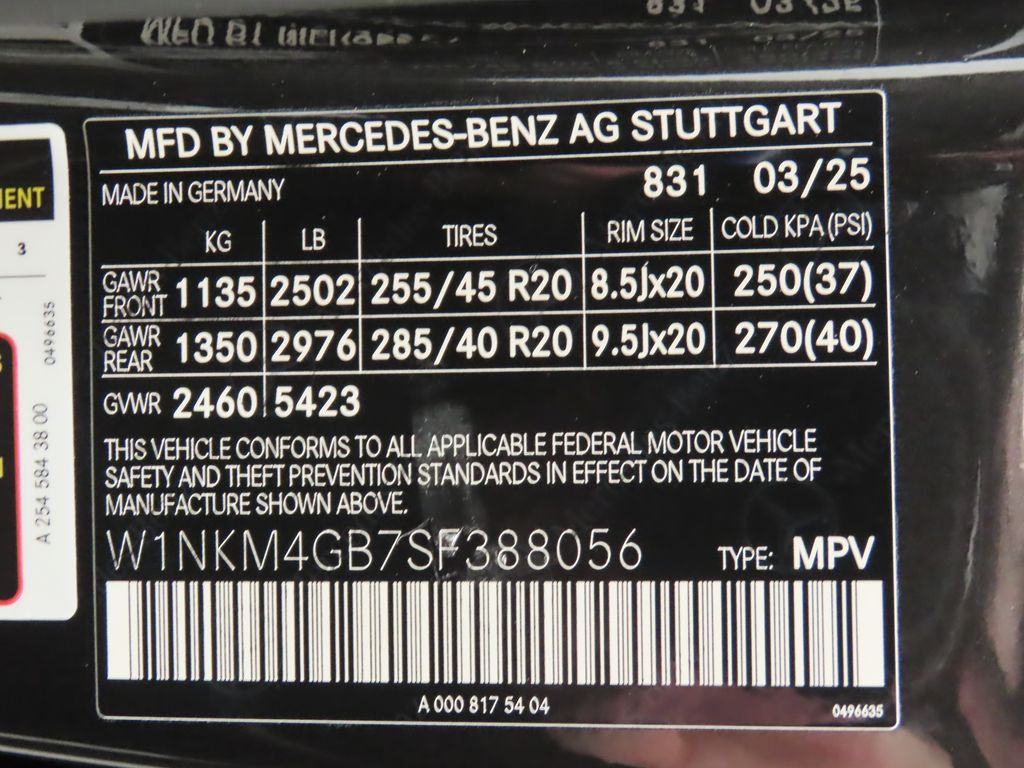 MFD BY MERCEDES-BENZ AG STUTTGART
MADE IN GERMANY 831 03/25
KG LB TIRES RIM SIZE COLD KPA (PSI)
GAWR FRONT 1135 2502 255/45 R20 8.5Jx20 250(37)
GAWR REAR 1350 2976 285/40 R20 9.5Jx20 270(40)
GVWR 2460 5423
THIS VEHICLE CONFORMS TO ALL APPLICABLE FEDERAL MOTOR VEHICLE
SAFETY AND THEFT PREVENTION STANDARDS IN EFFECT ON THE DATE OF
MANUFACTURE SHOWN ABOVE.
W1NKM4GB7SF388056 TYPE: MPV
A 000 817 54 04
0496635
3
0496635
A 254 584 38 00